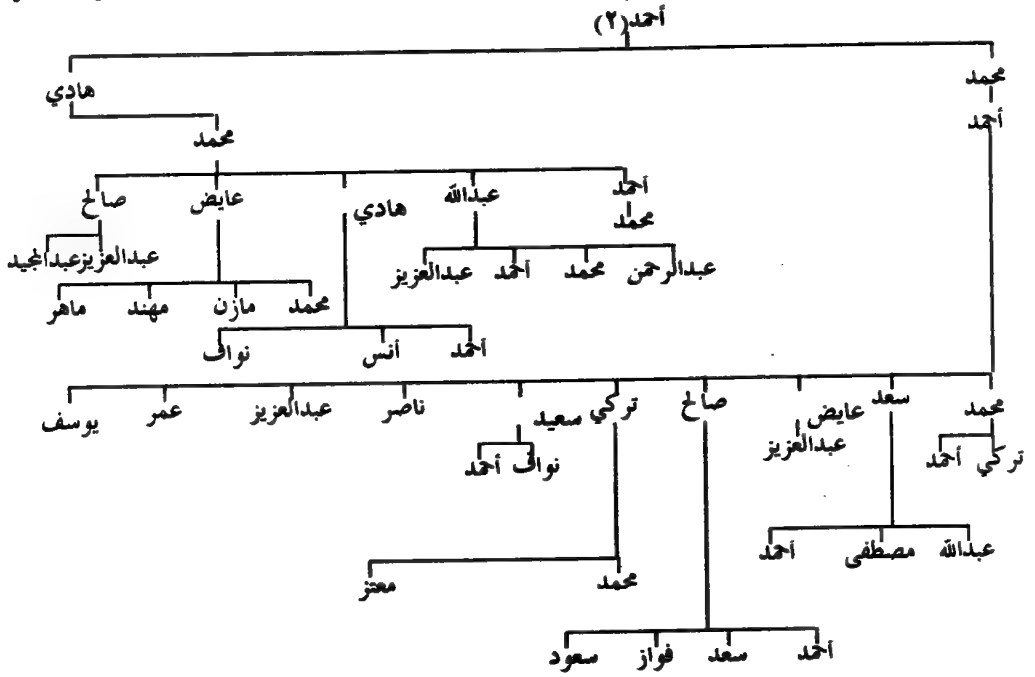 أحمد (٢)
محمد
هادي
أحمد
محمد
أحمد
عبدالله
هادي
عايض
صالح
محمد
عبدالرحمن
محمد
أحمد
عبدالعزيز
عبدالعزيز
عبدالمجيد
محمد
مازن
مهند
ماهر
أحمد
أنس
نواف
محمد
سعد
عايض
صالح
تركي
سعيد
ناصر
عبدالعزيز
عمر
يوسف
تركي
أحمد
عبدالعزيز
نواف
أحمد
عبدالله
مصطفى
أحمد
محمد
معتز
أحمد
سعد
فواز
سعود